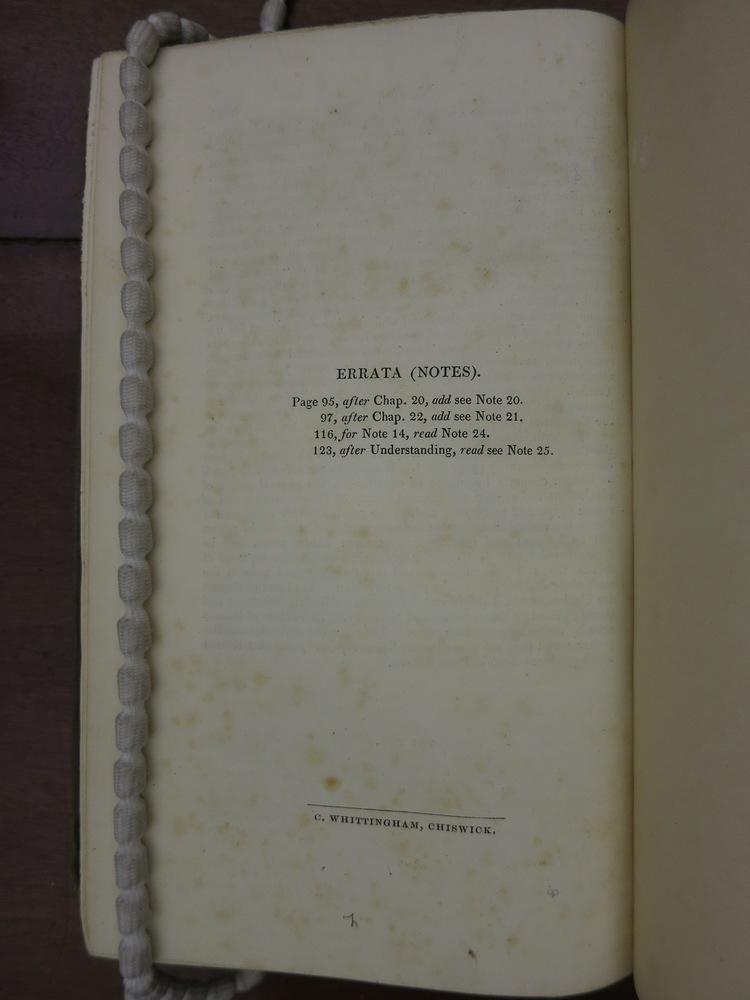 ERRATA (NOTES).
Page 95, after Chap. 20, add see Note 20.
97, after Chap. 22, add see Note 21.
116, for Note 14, read Note 24.
123, after Understanding, read see Note 25.
C. WHITTINGHAM, CHISWICK.